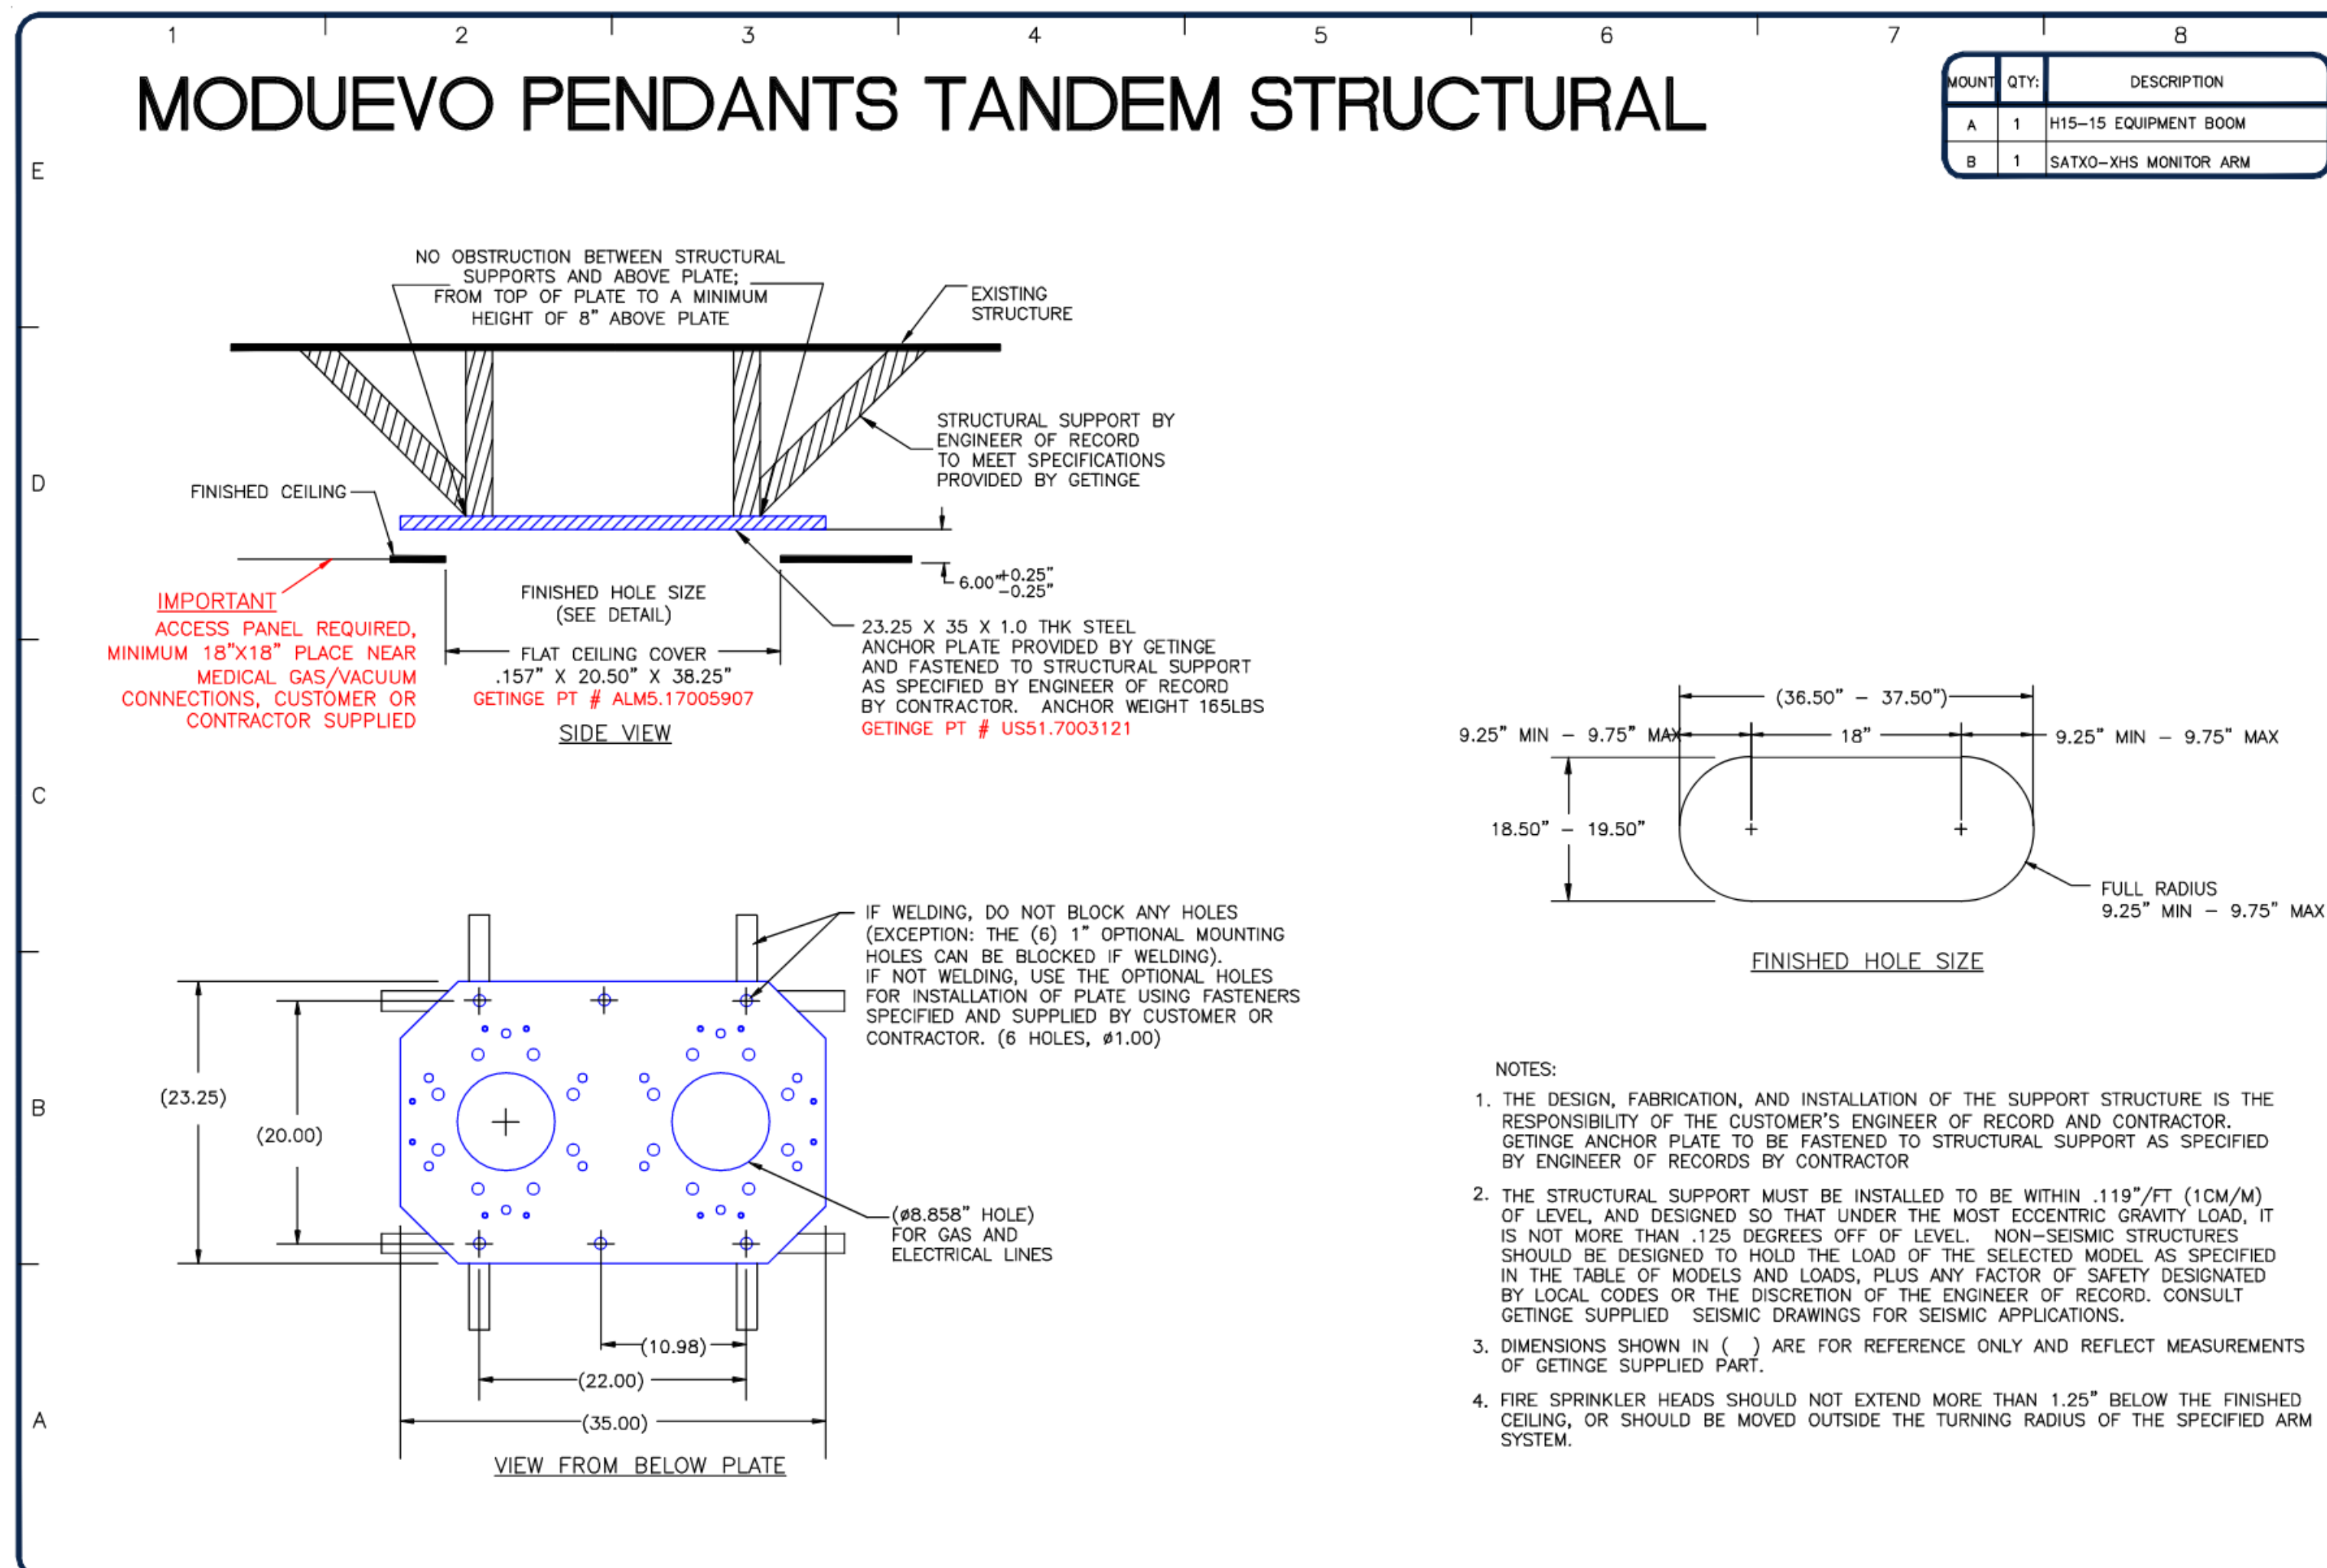 1 2 3 4 5 6 7 8
MODUEVO PENDANTS TANDEM STRUCTURAL
MOUNT QTY: DESCRIPTION
A 1 H15-15 EQUIPMENT BOOM
B 1 SATXO-XHS MONITOR ARM
E
D
C
B
A
NO OBSTRUCTION BETWEEN STRUCTURAL
SUPPORTS AND ABOVE PLATE;
FROM TOP OF PLATE TO A MINIMUM
HEIGHT OF 8" ABOVE PLATE
EXISTING
STRUCTURE
STRUCTURAL SUPPORT BY
ENGINEER OF RECORD
TO MEET SPECIFICATIONS
PROVIDED BY GETINGE
FINISHED CEILING
IMPORTANT
ACCESS PANEL REQUIRED,
MINIMUM 18"X18" PLACE NEAR
MEDICAL GAS/VACUUM
CONNECTIONS, CUSTOMER OR
CONTRACTOR SUPPLIED
FINISHED HOLE SIZE
(SEE DETAIL)
FLAT CEILING COVER
.157" X 20.50" X 38.25"
GETINGE PT # ALM5.17005907
SIDE VIEW
6.00" +0.25"
-0.25"
23.25 X 35 X 1.0 THK STEEL
ANCHOR PLATE PROVIDED BY GETINGE
AND FASTENED TO STRUCTURAL SUPPORT
AS SPECIFIED BY ENGINEER OF RECORD
BY CONTRACTOR. ANCHOR WEIGHT 165LBS
GETINGE PT # US51.7003121
(36.50" - 37.50")
9.25" MIN - 9.75" MAX
18"
9.25" MIN - 9.75" MAX
18.50" - 19.50"
FULL RADIUS
9.25" MIN - 9.75" MAX
FINISHED HOLE SIZE
IF WELDING, DO NOT BLOCK ANY HOLES
(EXCEPTION: THE (6) 1" OPTIONAL MOUNTING
HOLES CAN BE BLOCKED IF WELDING).
IF NOT WELDING, USE THE OPTIONAL HOLES
FOR INSTALLATION OF PLATE USING FASTENERS
SPECIFIED AND SUPPLIED BY CUSTOMER OR
CONTRACTOR. (6 HOLES, ø1.00)
(23.25)
(20.00)
(ø8.858" HOLE)
FOR GAS AND
ELECTRICAL LINES
(10.98)
(22.00)
(35.00)
VIEW FROM BELOW PLATE
NOTES:
1. THE DESIGN, FABRICATION, AND INSTALLATION OF THE SUPPORT STRUCTURE IS THE
RESPONSIBILITY OF THE CUSTOMER'S ENGINEER OF RECORD AND CONTRACTOR.
GETINGE ANCHOR PLATE TO BE FASTENED TO STRUCTURAL SUPPORT AS SPECIFIED
BY ENGINEER OF RECORDS BY CONTRACTOR
2. THE STRUCTURAL SUPPORT MUST BE INSTALLED TO BE WITHIN .119"/FT (1CM/M)
OF LEVEL, AND DESIGNED SO THAT UNDER THE MOST ECCENTRIC GRAVITY LOAD, IT
IS NOT MORE THAN .125 DEGREES OFF OF LEVEL. NON-SEISMIC STRUCTURES
SHOULD BE DESIGNED TO HOLD THE LOAD OF THE SELECTED MODEL AS SPECIFIED
IN THE TABLE OF MODELS AND LOADS, PLUS ANY FACTOR OF SAFETY DESIGNATED
BY LOCAL CODES OR THE DISCRETION OF THE ENGINEER OF RECORD. CONSULT
GETINGE SUPPLIED SEISMIC DRAWINGS FOR SEISMIC APPLICATIONS.
3. DIMENSIONS SHOWN IN ( ) ARE FOR REFERENCE ONLY AND REFLECT MEASUREMENTS
OF GETINGE SUPPLIED PART.
4. FIRE SPRINKLER HEADS SHOULD NOT EXTEND MORE THAN 1.25" BELOW THE FINISHED
CEILING, OR SHOULD BE MOVED OUTSIDE THE TURNING RADIUS OF THE SPECIFIED ARM
SYSTEM.